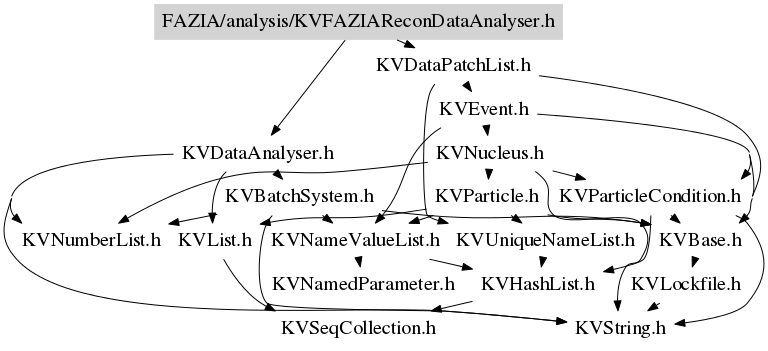 FAZIA/analysis/KVFAZIAReconDataAnalyser.h
KVDataPatchList.h
KVEvent.h
KVDataAnalyser.h
KVNucleus.h
KVBatchSystem.h
KVParticle.h
KVParticleCondition.h
KVNumberList.h
KVList.h
KVNameValueList.h
KVUniqueNameList.h
KVBase.h
KVNamedParameter.h
KVHashList.h
KVLockfile.h
KVSeqCollection.h
KVString.h